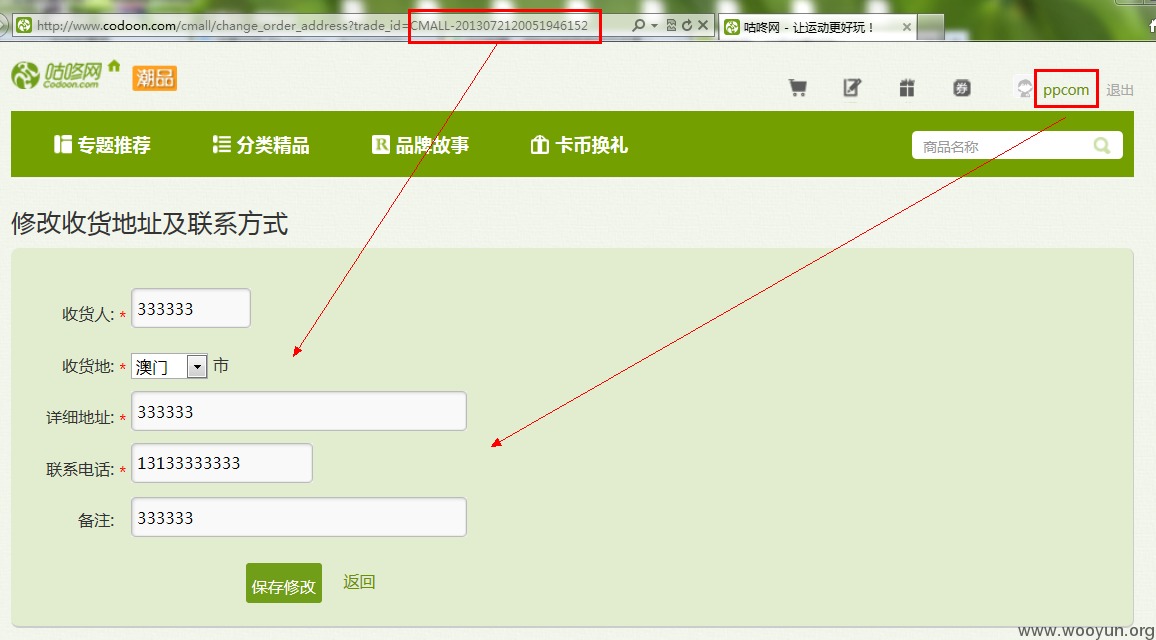 http://www.codoon.com/cmall/change_order_address?trade_id=CMALL-2013072120051946152
咕咚网 - 让运动更好玩！
咕咚网 潮品
Codoon.com
券 ppcom 退出
专题推荐 分类精品 R 品牌故事 卡币换礼 商品名称
修改收货地址及联系方式
收货人: * 333333
收货地: * 澳门 市
详细地址: * 333333
联系电话: * 13133333333
备注: 333333
保存修改 返回
www.wooyun.org